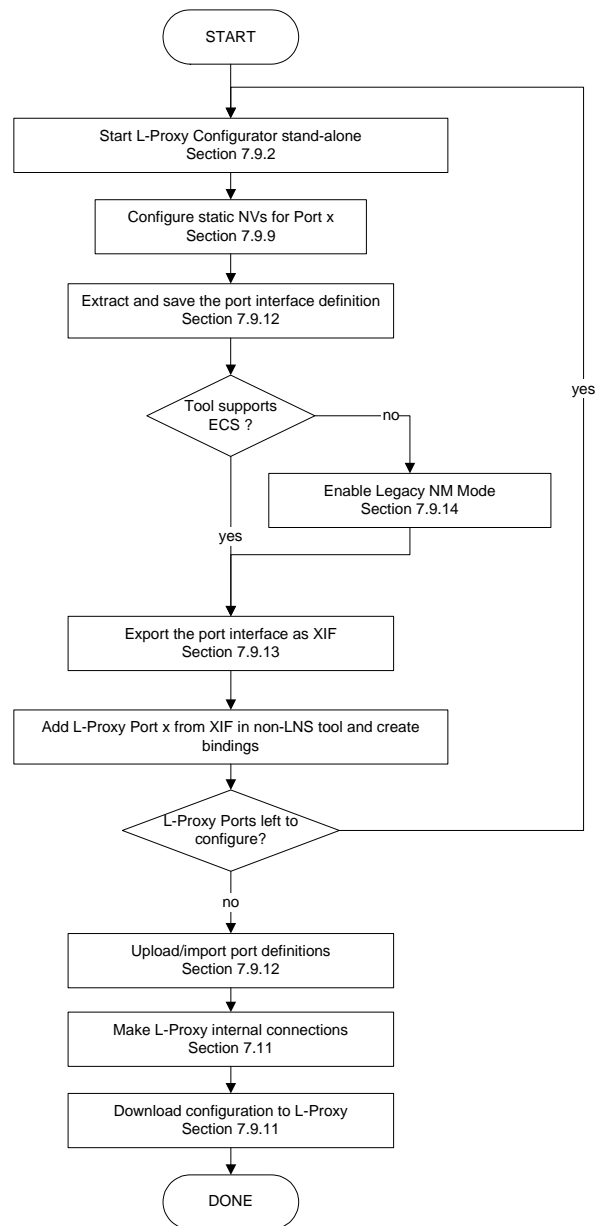 START
Start L-Proxy Configurator stand-alone
Section 7.9.2
Configure static NVs for Port x
Section 7.9.9
Extract and save the port interface definition
Section 7.9.12
Tool supports
ECS ?
no
yes
Enable Legacy NM Mode
Section 7.9.14
yes
Export the port interface as XIF
Section 7.9.13
Add L-Proxy Port x from XIF in non-LNS tool and create
bindings
L-Proxy Ports left to
configure?
no
Upload/import port definitions
Section 7.9.12
Make L-Proxy internal connections
Section 7.11
Download configuration to L-Proxy
Section 7.9.11
DONE